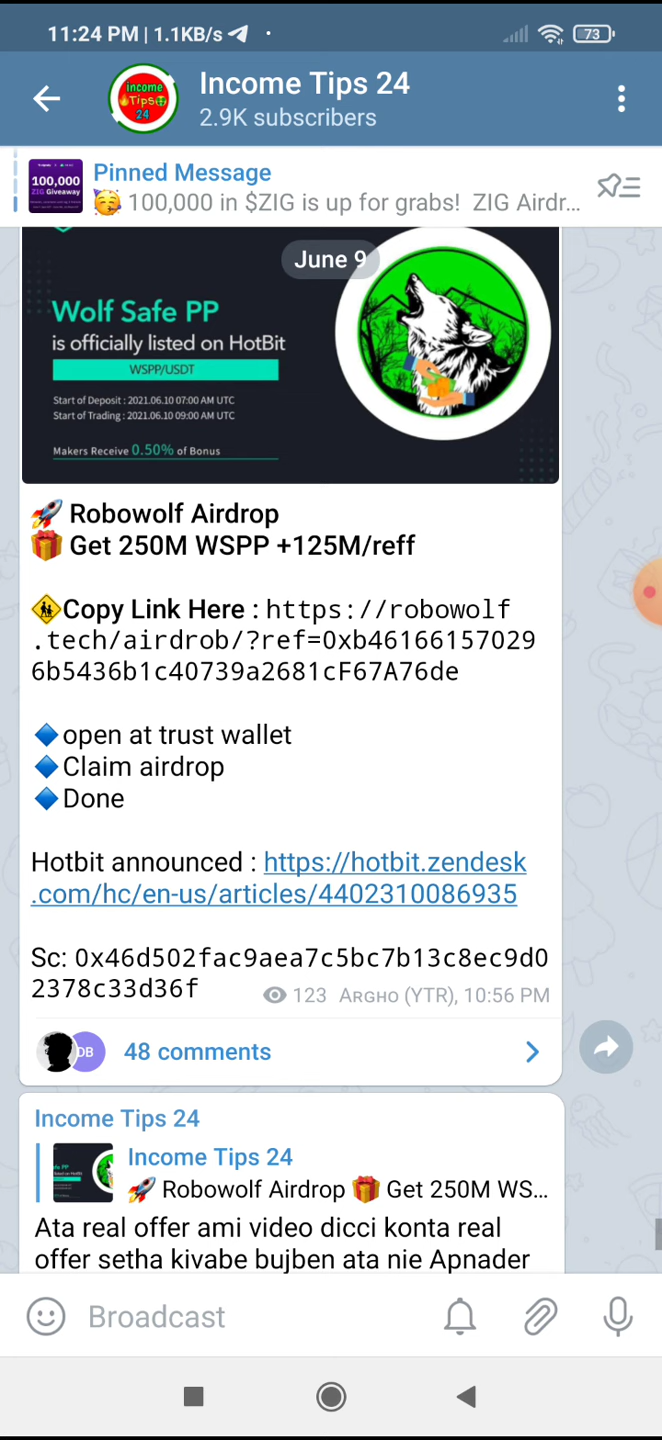 11:24 PM | 1.1KB/s
73
income
Tips
24
Income Tips 24
2.9K subscribers
100,000
ZIG Giveaway
Pinned Message
🥳 100,000 in $ZIG is up for grabs!  ZIG Airdr...
June 9
Wolf Safe PP
is officially listed on HotBit
WSPP/USDT
Start of Deposit : 2021.06.10 07:00 AM UTC
Start of Trading : 2021.06.10 09:00 AM UTC
Makers Receive 0.50% of Bonus
🚀 Robowolf Airdrop
🎁 Get 250M WSPP +125M/reff
🚸Copy Link Here : https://robowolf
.tech/airdrob/?ref=0xb46166157029
6b5436b1c40739a2681cF67A76de
🔷open at trust wallet
🔷Claim airdrop
🔷Done
Hotbit announced : https://hotbit.zendesk
.com/hc/en-us/articles/4402310086935
Sc: 0x46d502fac9aea7c5bc7b13c8ec9d0
2378c33d36f
123 ARGHO (YTR), 10:56 PM
DB
48 comments
Income Tips 24
Income Tips 24
🚀 Robowolf Airdrop 🎁 Get 250M WS...
Ata real offer ami video dicci konta real
offer setha kivabe bujben ata nie Apnader
Broadcast